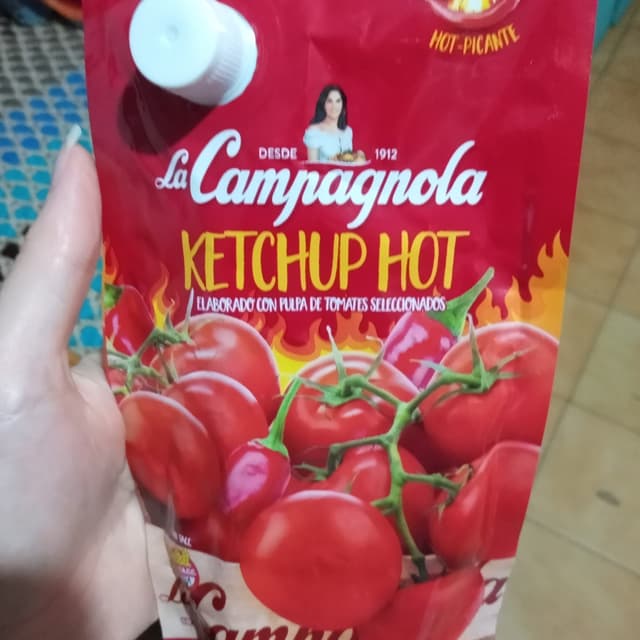 HOT-PICANTE
DESDE 1912
La Campagnola
KETCHUP HOT
ELABORADO CON PULPA DE TOMATES SELECCIONADOS